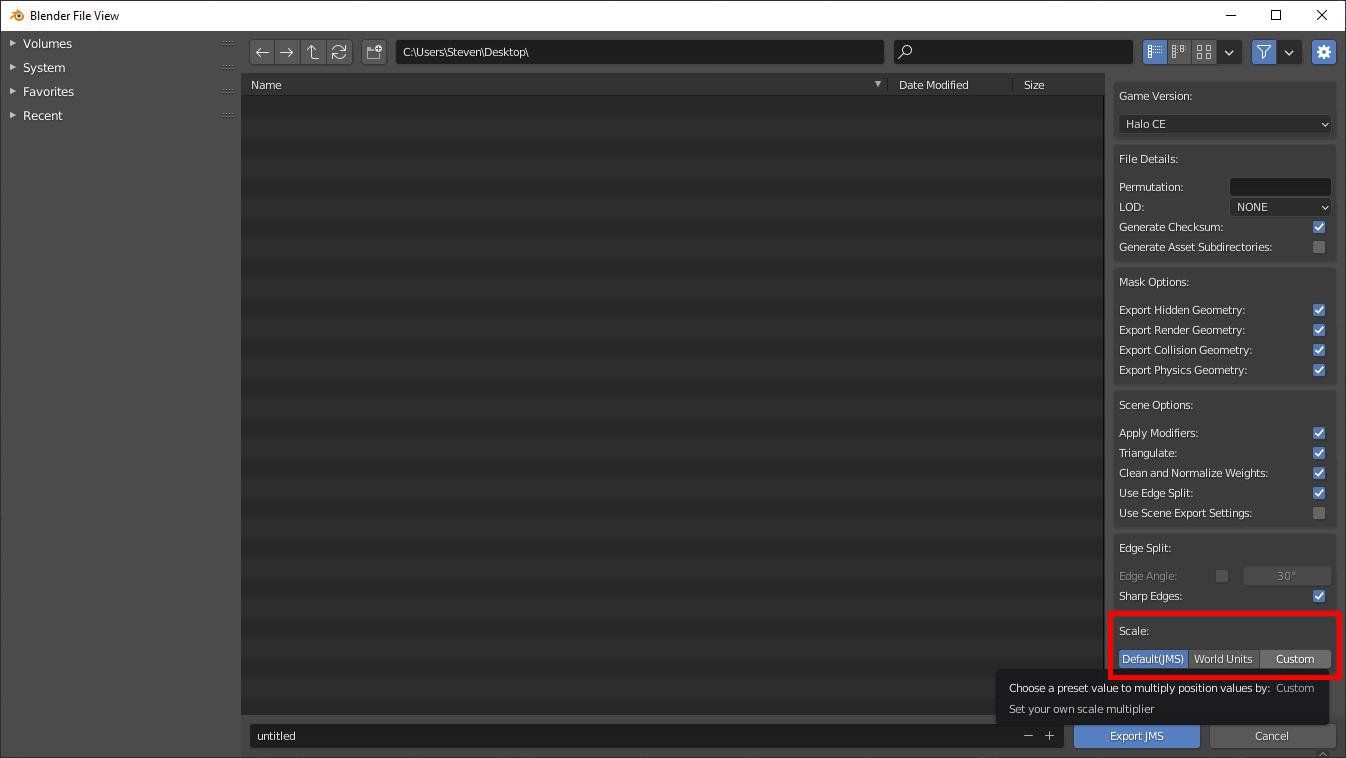 Blender File View
Volumes
System
Favorites
Recent
C:\Users\Steven\Desktop\
Name
Date Modified
Size
Game Version:
Halo CE
File Details:
Permutation:
LOD: NONE
Generate Checksum:
Generate Asset Subdirectories:
Mask Options:
Export Hidden Geometry:
Export Render Geometry:
Export Collision Geometry:
Export Physics Geometry:
Scene Options:
Apply Modifiers:
Triangulate:
Clean and Normalize Weights:
Use Edge Split:
Use Scene Export Settings:
Edge Split:
Edge Angle: 30°
Sharp Edges:
Scale:
Default(JMS) World Units Custom
Choose a preset value to multiply position values by: Custom
Set your own scale multiplier
untitled
Export JMS
Cancel